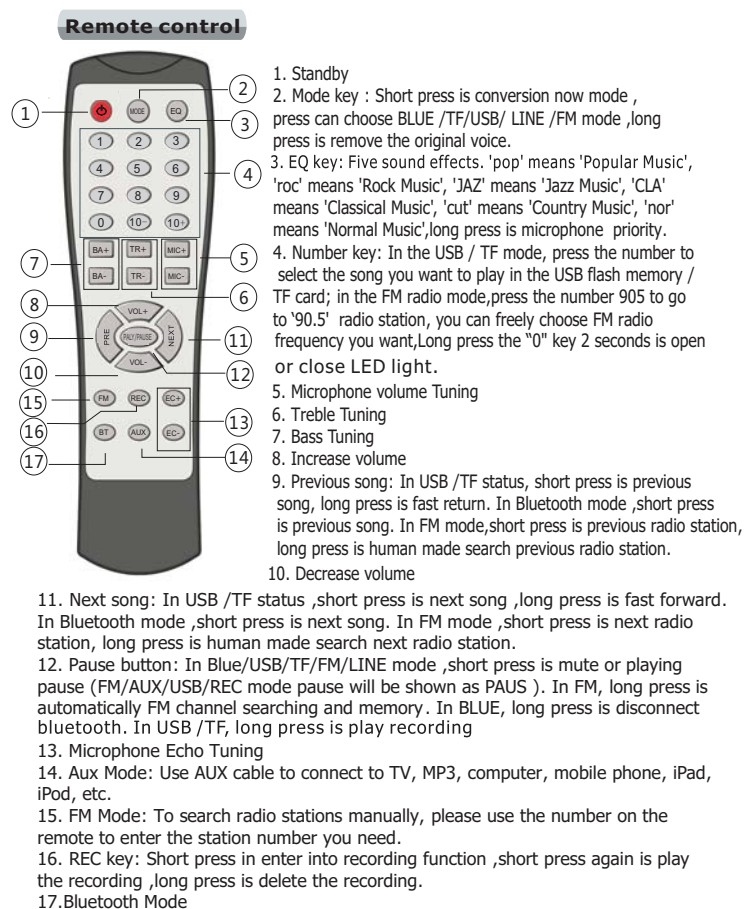 Remote control
1. Standby
2. Mode key : Short press is conversion now mode ,
press can choose BLUE /TF/USB/ LINE /FM mode ,long
press is remove the original voice.
3. EQ key: Five sound effects. 'pop' means 'Popular Music',
'roc' means 'Rock Music', 'JAZ' means 'Jazz Music', 'CLA'
means 'Classical Music', 'cut' means 'Country Music', 'nor'
means 'Normal Music',long press is microphone priority.
4. Number key: In the USB / TF mode, press the number to
select the song you want to play in the USB flash memory /
TF card; in the FM radio mode,press the number 905 to go
to ‘90.5’ radio station, you can freely choose FM radio
frequency you want,Long press the “0” key 2 seconds is open
or close LED light.
5. Microphone volume Tuning
6. Treble Tuning
7. Bass Tuning
8. Increase volume
9. Previous song: In USB /TF status, short press is previous
song, long press is fast return. In Bluetooth mode ,short press
is previous song. In FM mode,short press is previous radio station,
long press is human made search previous radio station.
10. Decrease volume
11. Next song: In USB /TF status ,short press is next song ,long press is fast forward.
In Bluetooth mode ,short press is next song. In FM mode ,short press is next radio
station, long press is human made search next radio station.
12. Pause button: In Blue/USB/TF/FM/LINE mode ,short press is mute or playing
pause (FM/AUX/USB/REC mode pause will be shown as PAUS ). In FM, long press is
automatically FM channel searching and memory. In BLUE, long press is disconnect
bluetooth. In USB /TF, long press is play recording
13. Microphone Echo Tuning
14. Aux Mode: Use AUX cable to connect to TV, MP3, computer, mobile phone, iPad,
iPod, etc.
15. FM Mode: To search radio stations manually, please use the number on the
remote to enter the station number you need.
16. REC key: Short press in enter into recording function ,short press again is play
the recording ,long press is delete the recording.
17.Bluetooth Mode
MODE EQ
1 2 3
4 5 6
7 8 9
0 10- 10+
BA+ TR+ MIC+
BA- TR- MIC-
VOL+
PRE PALY/PAUSE NEXT
VOL-
FM REC EC+
BT AUX EC-
1
2
3
4
5
6
7
8
9
10
11
12
13
14
15
16
17